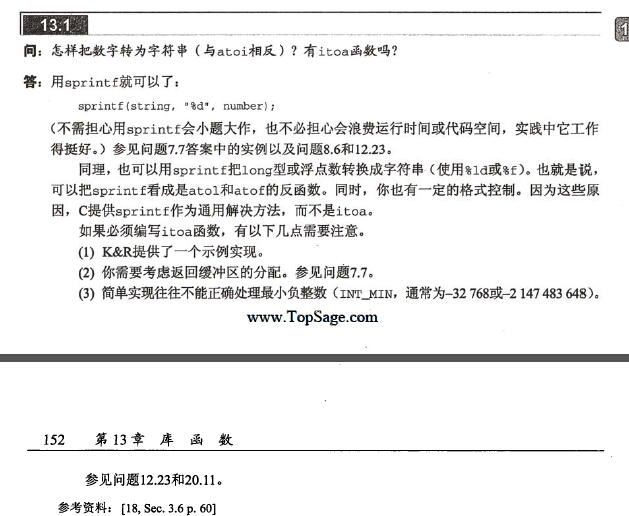 13.1
问：怎样把数字转为字符串（与atoi相反）？有itoa函数吗？
答：用sprintf就可以了：
sprintf(string, "%d", number);
（不需担心用sprintf会小题大作，也不必担心会浪费运行时间或代码空间，实践中它工作
得挺好。）参见问题7.7答案中的实例以及问题8.6和12.23。
同理，也可以用sprintf把long型或浮点数转换成字符串（使用%ld或%f）。也就是说，
可以把sprintf看成是atol和atof的反函数。同时，你也有一定的格式控制。因为这些原
因，C提供sprintf作为通用解决方法，而不是itoa。
如果必须编写itoa函数，有以下几点需要注意。
(1) K&R提供了一个示例实现。
(2) 你需要考虑返回缓冲区的分配。参见问题7.7。
(3) 简单实现往往不能正确处理最小负整数（INT_MIN，通常为–32 768或–2 147 483 648）。
www.TopSage.com
152 第13章 库 函 数
参见问题12.23和20.11。
参考资料：[18, Sec. 3.6 p. 60]